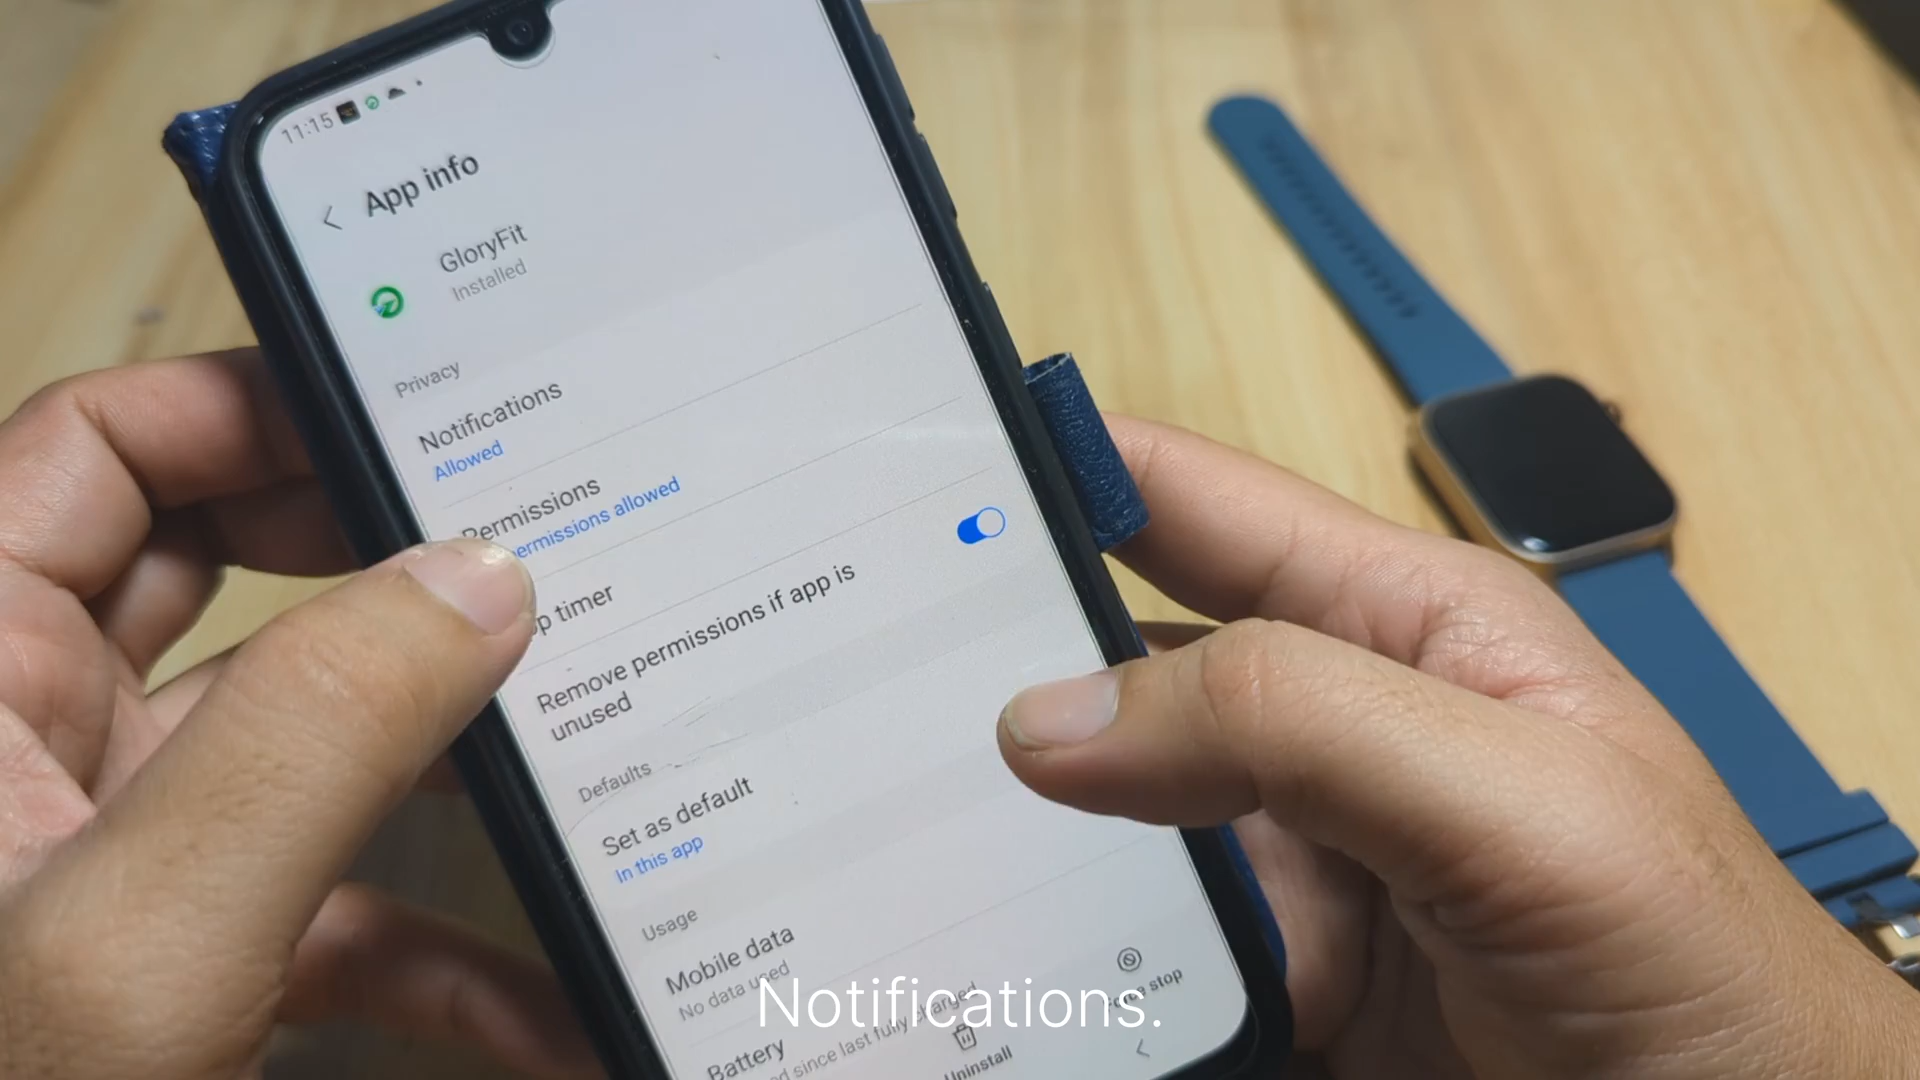 11:15
App info
GloryFit
Installed
Privacy
Notifications
Allowed
Permissions
permissions allowed
timer
Remove permissions if app is
unused
Defaults
Set as default
In this app
Usage
Mobile data
No data used
Battery
since last fully charged
Uninstall
Force stop
Notifications.